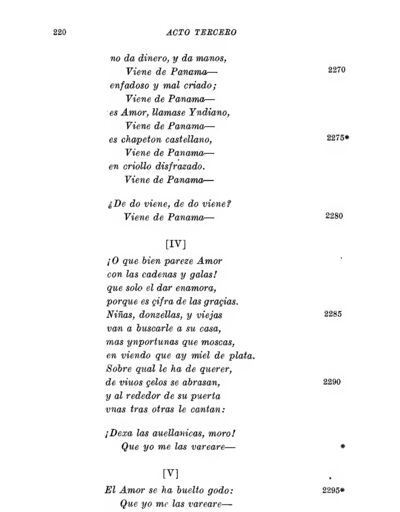 220 ACTO TERCERO
no da dinero, y da manos,
Viene de Panama— 2270
enfadoso y mal criado;
Viene de Panama—
es Amor, llamase Yndiano,
Viene de Panama—
es chapeton castellano, 2275*
Viene de Panama—
en criollo disfrazado.
Viene de Panama—
¿De do viene, de do viene?
Viene de Panama— 2280
[IV]
¡O que bien pareze Amor
con las cadenas y galas!
que solo el dar enamora,
porque es çifra de las graçias.
Niñas, donzellas, y viejas 2285
van a buscarle a su casa,
mas ynportunas que moscas,
en viendo que ay miel de plata.
Sobre qual le ha de querer,
de viuos çelos se abrasan, 2290
y al rededor de su puerta
vnas tras otras le cantan:
¡Dexa las auellanicas, moro!
Que yo me las vareare— *
[V]
El Amor se ha buelto godo: 2295*
Que yo me las vareare—